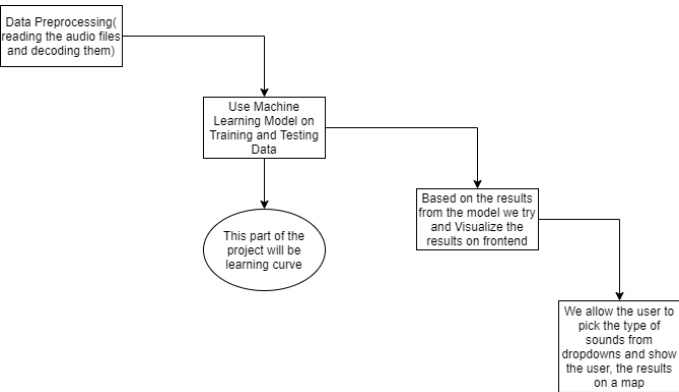 Data Preprocessing(
reading the audio files
and decoding them)
Use Machine
Learning Model on
Training and Testing
Data
This part of the
project will be
learning curve
Based on the results
from the model we try
and Visualize the
results on frontend
We allow the user to
pick the type of
sounds from
dropdowns and show
the user, the results
on a map